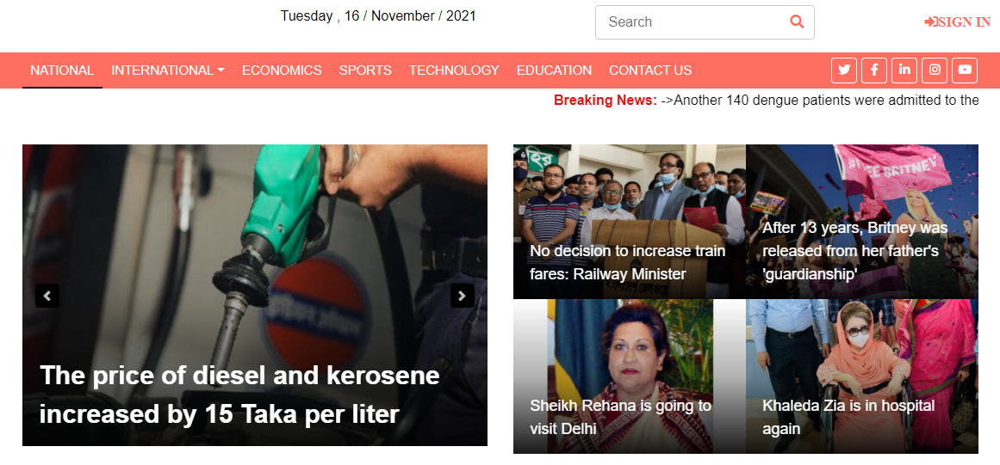 Tuesday , 16 / November / 2021
Search
SIGN IN
NATIONAL INTERNATIONAL ECONOMICS SPORTS TECHNOLOGY EDUCATION CONTACT US
Breaking News: ->Another 140 dengue patients were admitted to the
#FREE BRITNEY
After 13 years, Britney was
released from her father's
'guardianship'
No decision to increase train
fares: Railway Minister
The price of diesel and kerosene
increased by 15 Taka per liter
Sheikh Rehana is going to
visit Delhi
Khaleda Zia is in hospital
again